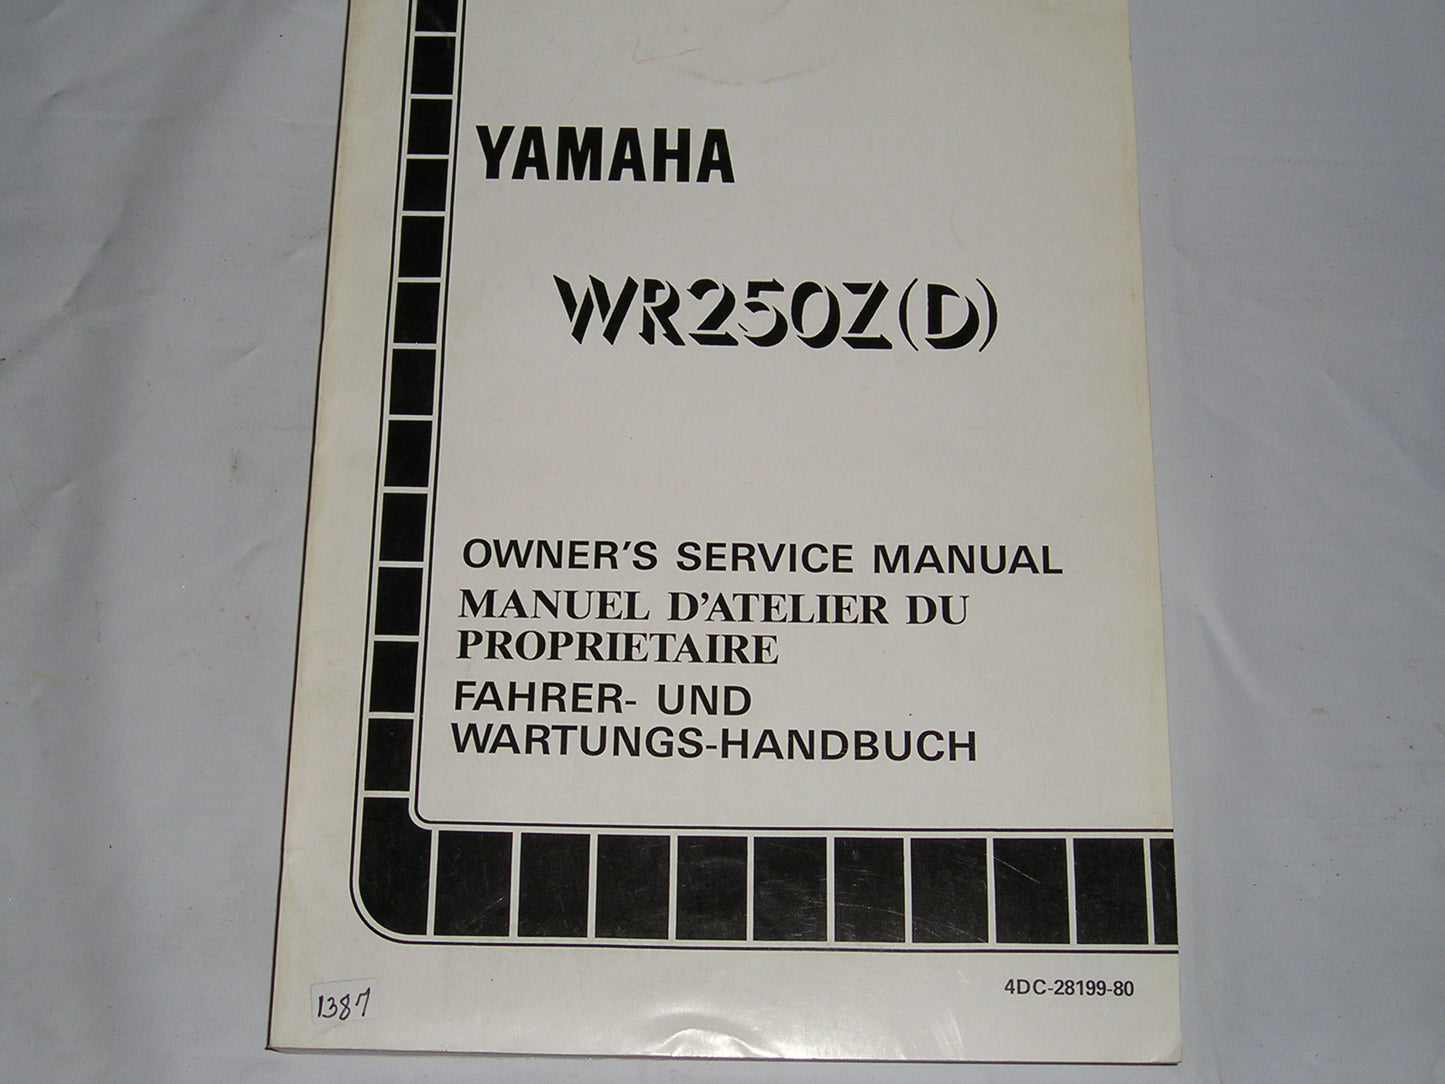 YAMAHA
WR250Z(D)
OWNER'S SERVICE MANUAL
MANUEL D'ATELIER DU
PROPRIETAIRE
FAHRER- UND
WARTUNGS-HANDBUCH
4DC-28199-80
1387